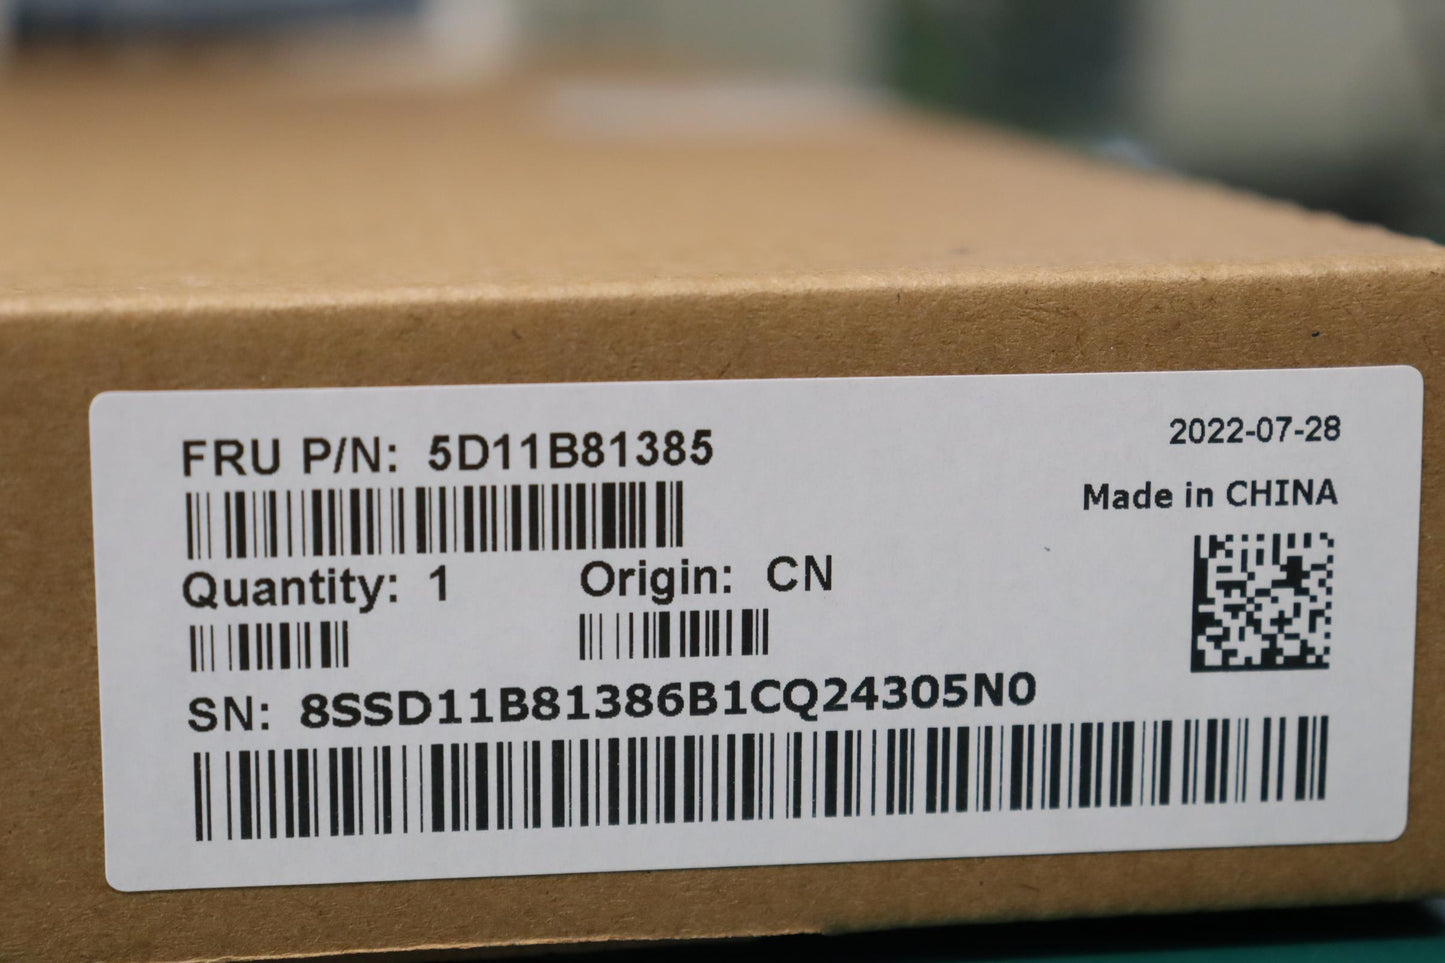 FRU P/N: 5D11B81385
2022-07-28
Made in CHINA
Quantity: 1
Origin: CN
SN: 8SSD11B81386B1CQ24305N0